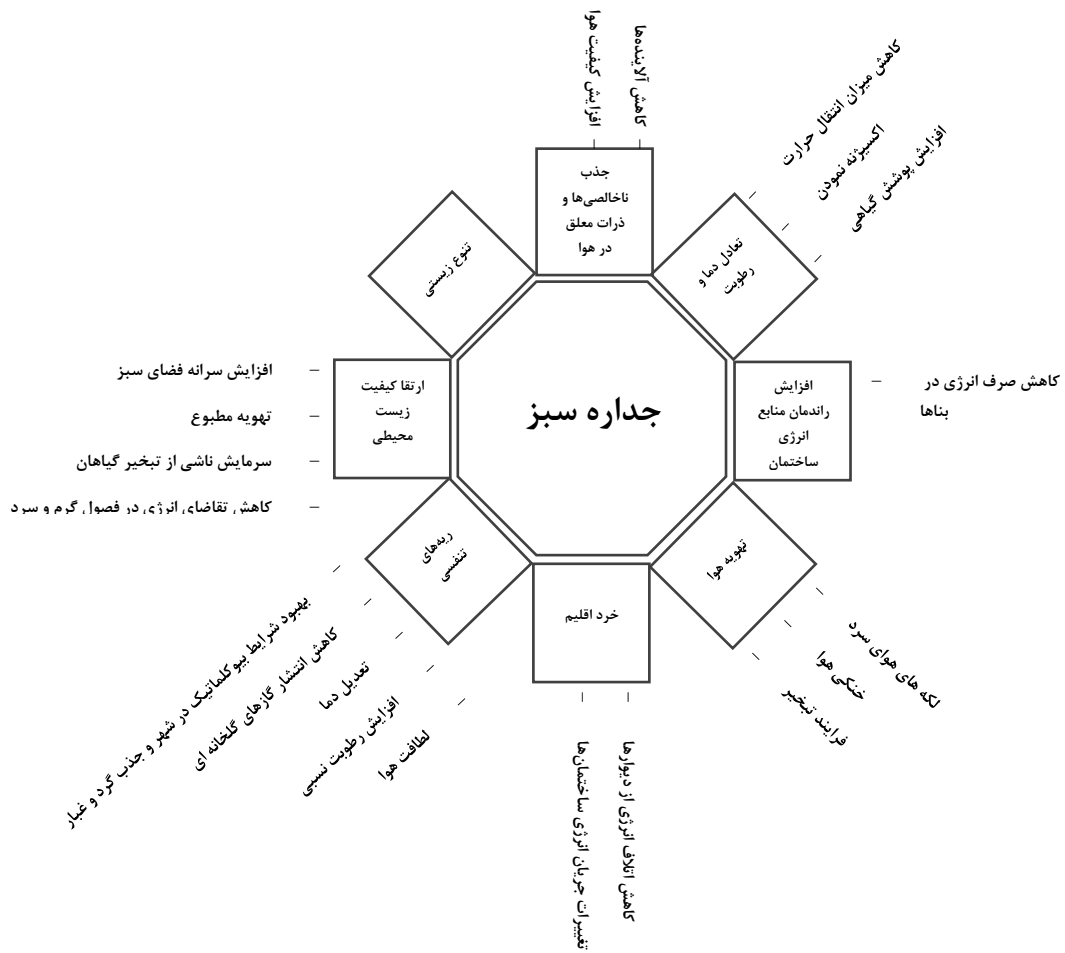 جداره سبز
جذب
ناخالصی‌ها و
ذرات معلق
در هوا
کاهش آلاینده‌ها
افزایش کیفیت هوا
تعادل دما و
رطوبت
کاهش میزان انتقال حرارت
اکسیژنه نمودن
افزایش پوشش گیاهی
افزایش
راندمان منابع
انرژی
ساختمان
کاهش صرف انرژی در
بناها
تهویه هوا
لکه های هوای سرد
خنکی هوا
فرایند تبخیر
خرد اقلیم
کاهش اتلاف انرژی از دیوارها
تغییرات جریان انرژی ساختمان‌ها
ریه‌های
تنفسی
بهبود شرایط بیوکلماتیک در شهر و جذب گرد و غبار
کاهش انتشار گازهای گلخانه ای
تعدیل دما
افزایش رطوبت نسبی
لطافت هوا
ارتقا کیفیت
زیست
محیطی
افزایش سرانه فضای سبز
تهویه مطبوع
سرمایش ناشی از تبخیر گیاهان
کاهش تقاضای انرژی در فصول گرم و سرد
تنوع زیستی